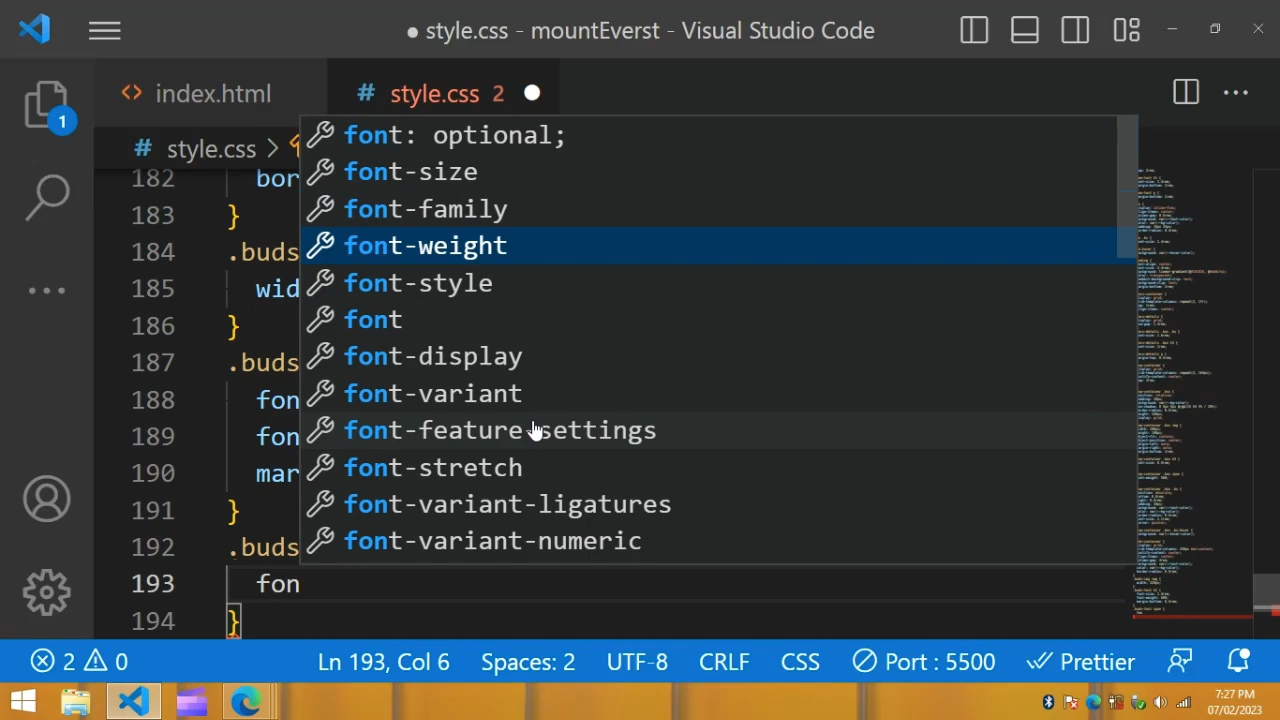 ● style.css - mountEverst - Visual Studio Code
<> index.html
# style.css 2 ●
1
# style.css >
font: optional;
font-size
font-family
font-weight
font-style
font
font-display
font-variant
font-feature-settings
font-stretch
font-variant-ligatures
font-variant-numeric
182 bor
183 }
184 .buds
185 wid
186 }
187 .buds
188 fon
189 fon
190 mar
191 }
192 .buds
193 fon
194 }
2 0 Ln 193, Col 6 Spaces: 2 UTF-8 CRLF CSS Port : 5500 Prettier
7:27 PM
07/02/2023